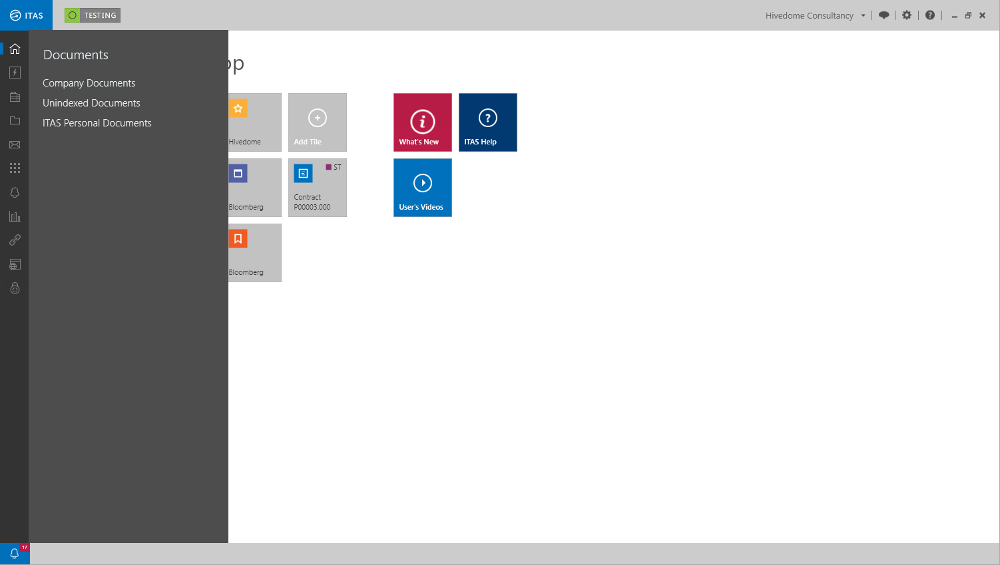 ITAS
TESTING
Hivedome Consultancy
Documents
Company Documents
Unindexed Documents
ITAS Personal Documents
op
Hivedome
Add Tile
What's New
ITAS Help
Bloomberg
ST
Contract
P00003.000
User's Videos
Bloomberg
17